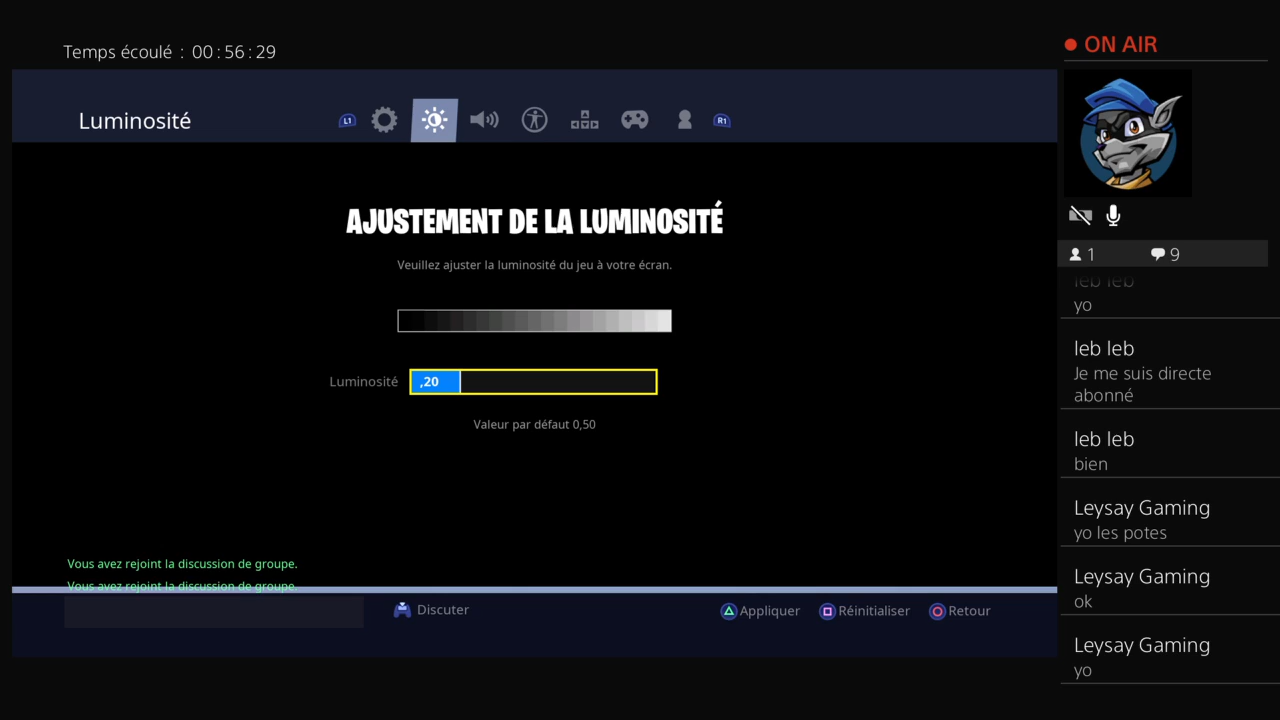 Temps écoulé : 00:56:29
ON AIR
Luminosité
L1
R1
AJUSTEMENT DE LA LUMINOSITÉ
Veuillez ajuster la luminosité du jeu à votre écran.
Luminosité ,20
Valeur par défaut 0,50
Vous avez rejoint la discussion de groupe.
Vous avez rejoint la discussion de groupe.
Discuter
Appliquer
Réinitialiser
Retour
1
9
leb leb
yo
leb leb
Je me suis directe
abonné
leb leb
bien
Leysay Gaming
yo les potes
Leysay Gaming
ok
Leysay Gaming
yo